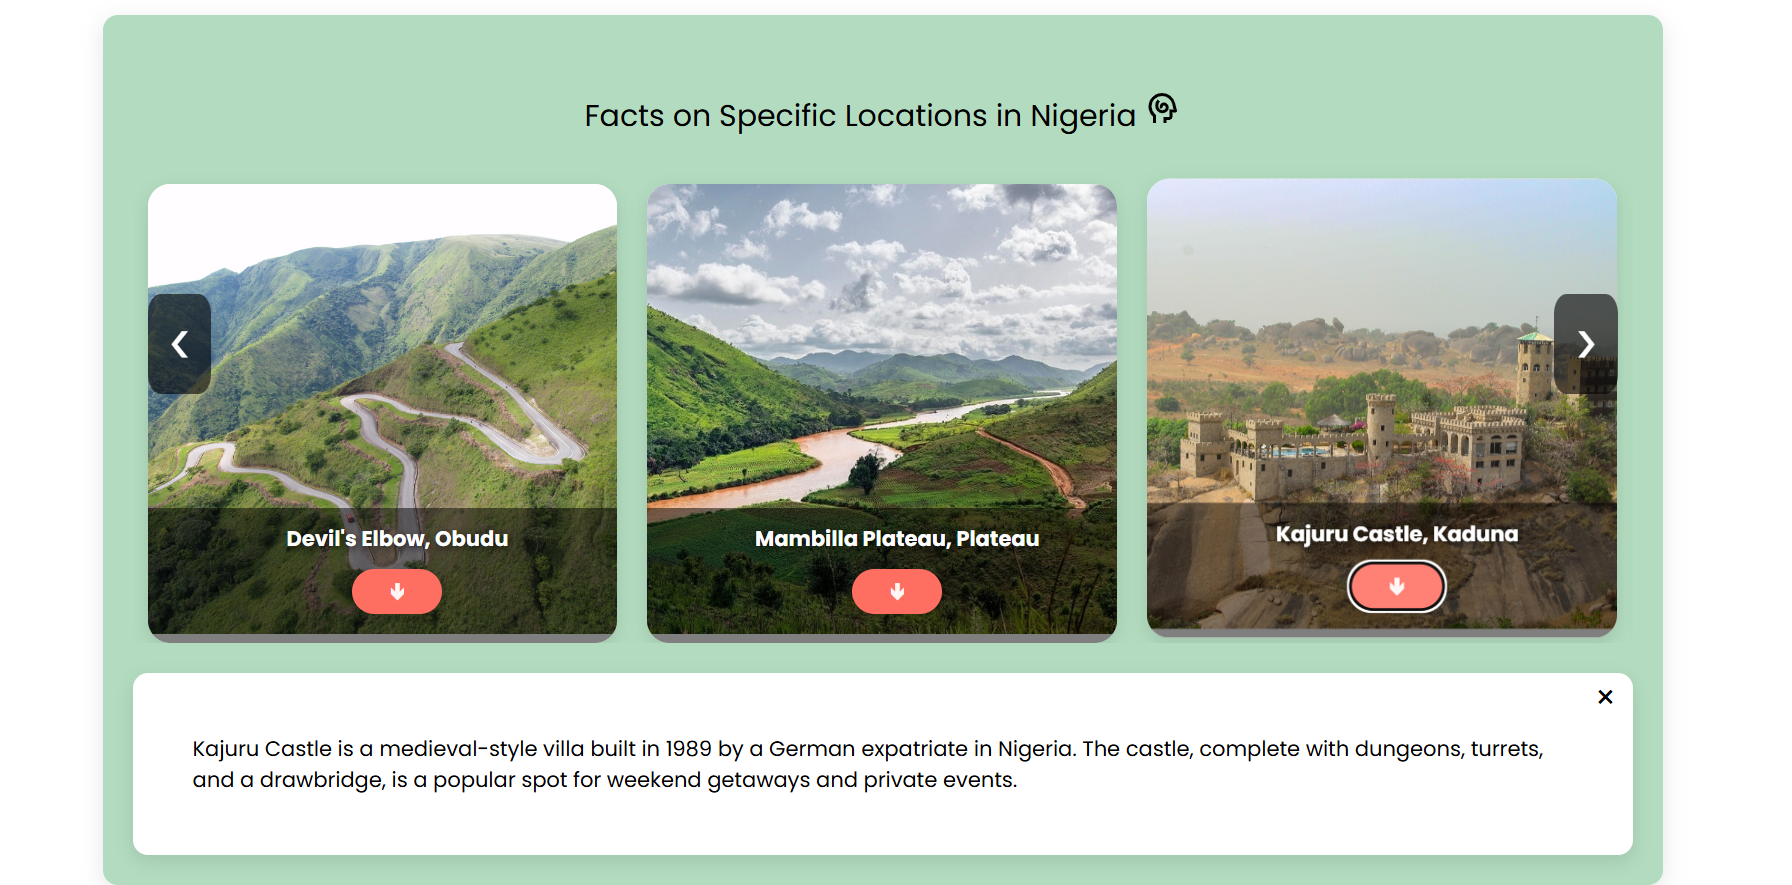 Facts on Specific Locations in Nigeria
Devil's Elbow, Obudu
Mambilla Plateau, Plateau
Kajuru Castle, Kaduna
Kajuru Castle is a medieval-style villa built in 1989 by a German expatriate in Nigeria. The castle, complete with dungeons, turrets,
and a drawbridge, is a popular spot for weekend getaways and private events.